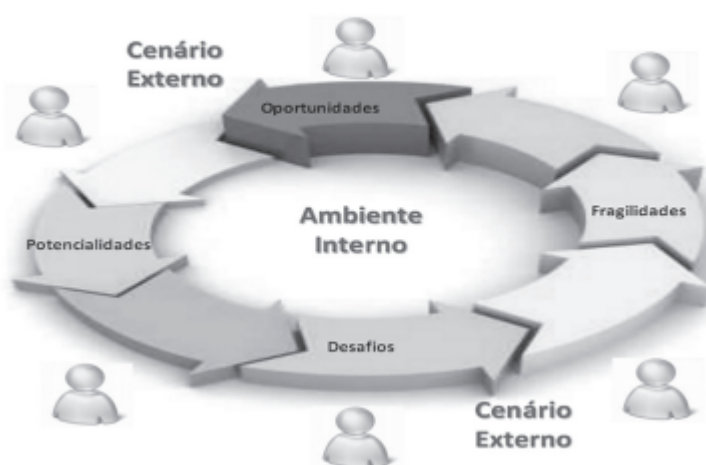 Cenário
Externo
Oportunidades
Ambiente
Interno
Fragilidades
Potencialidades
Desafios
Cenário
Externo